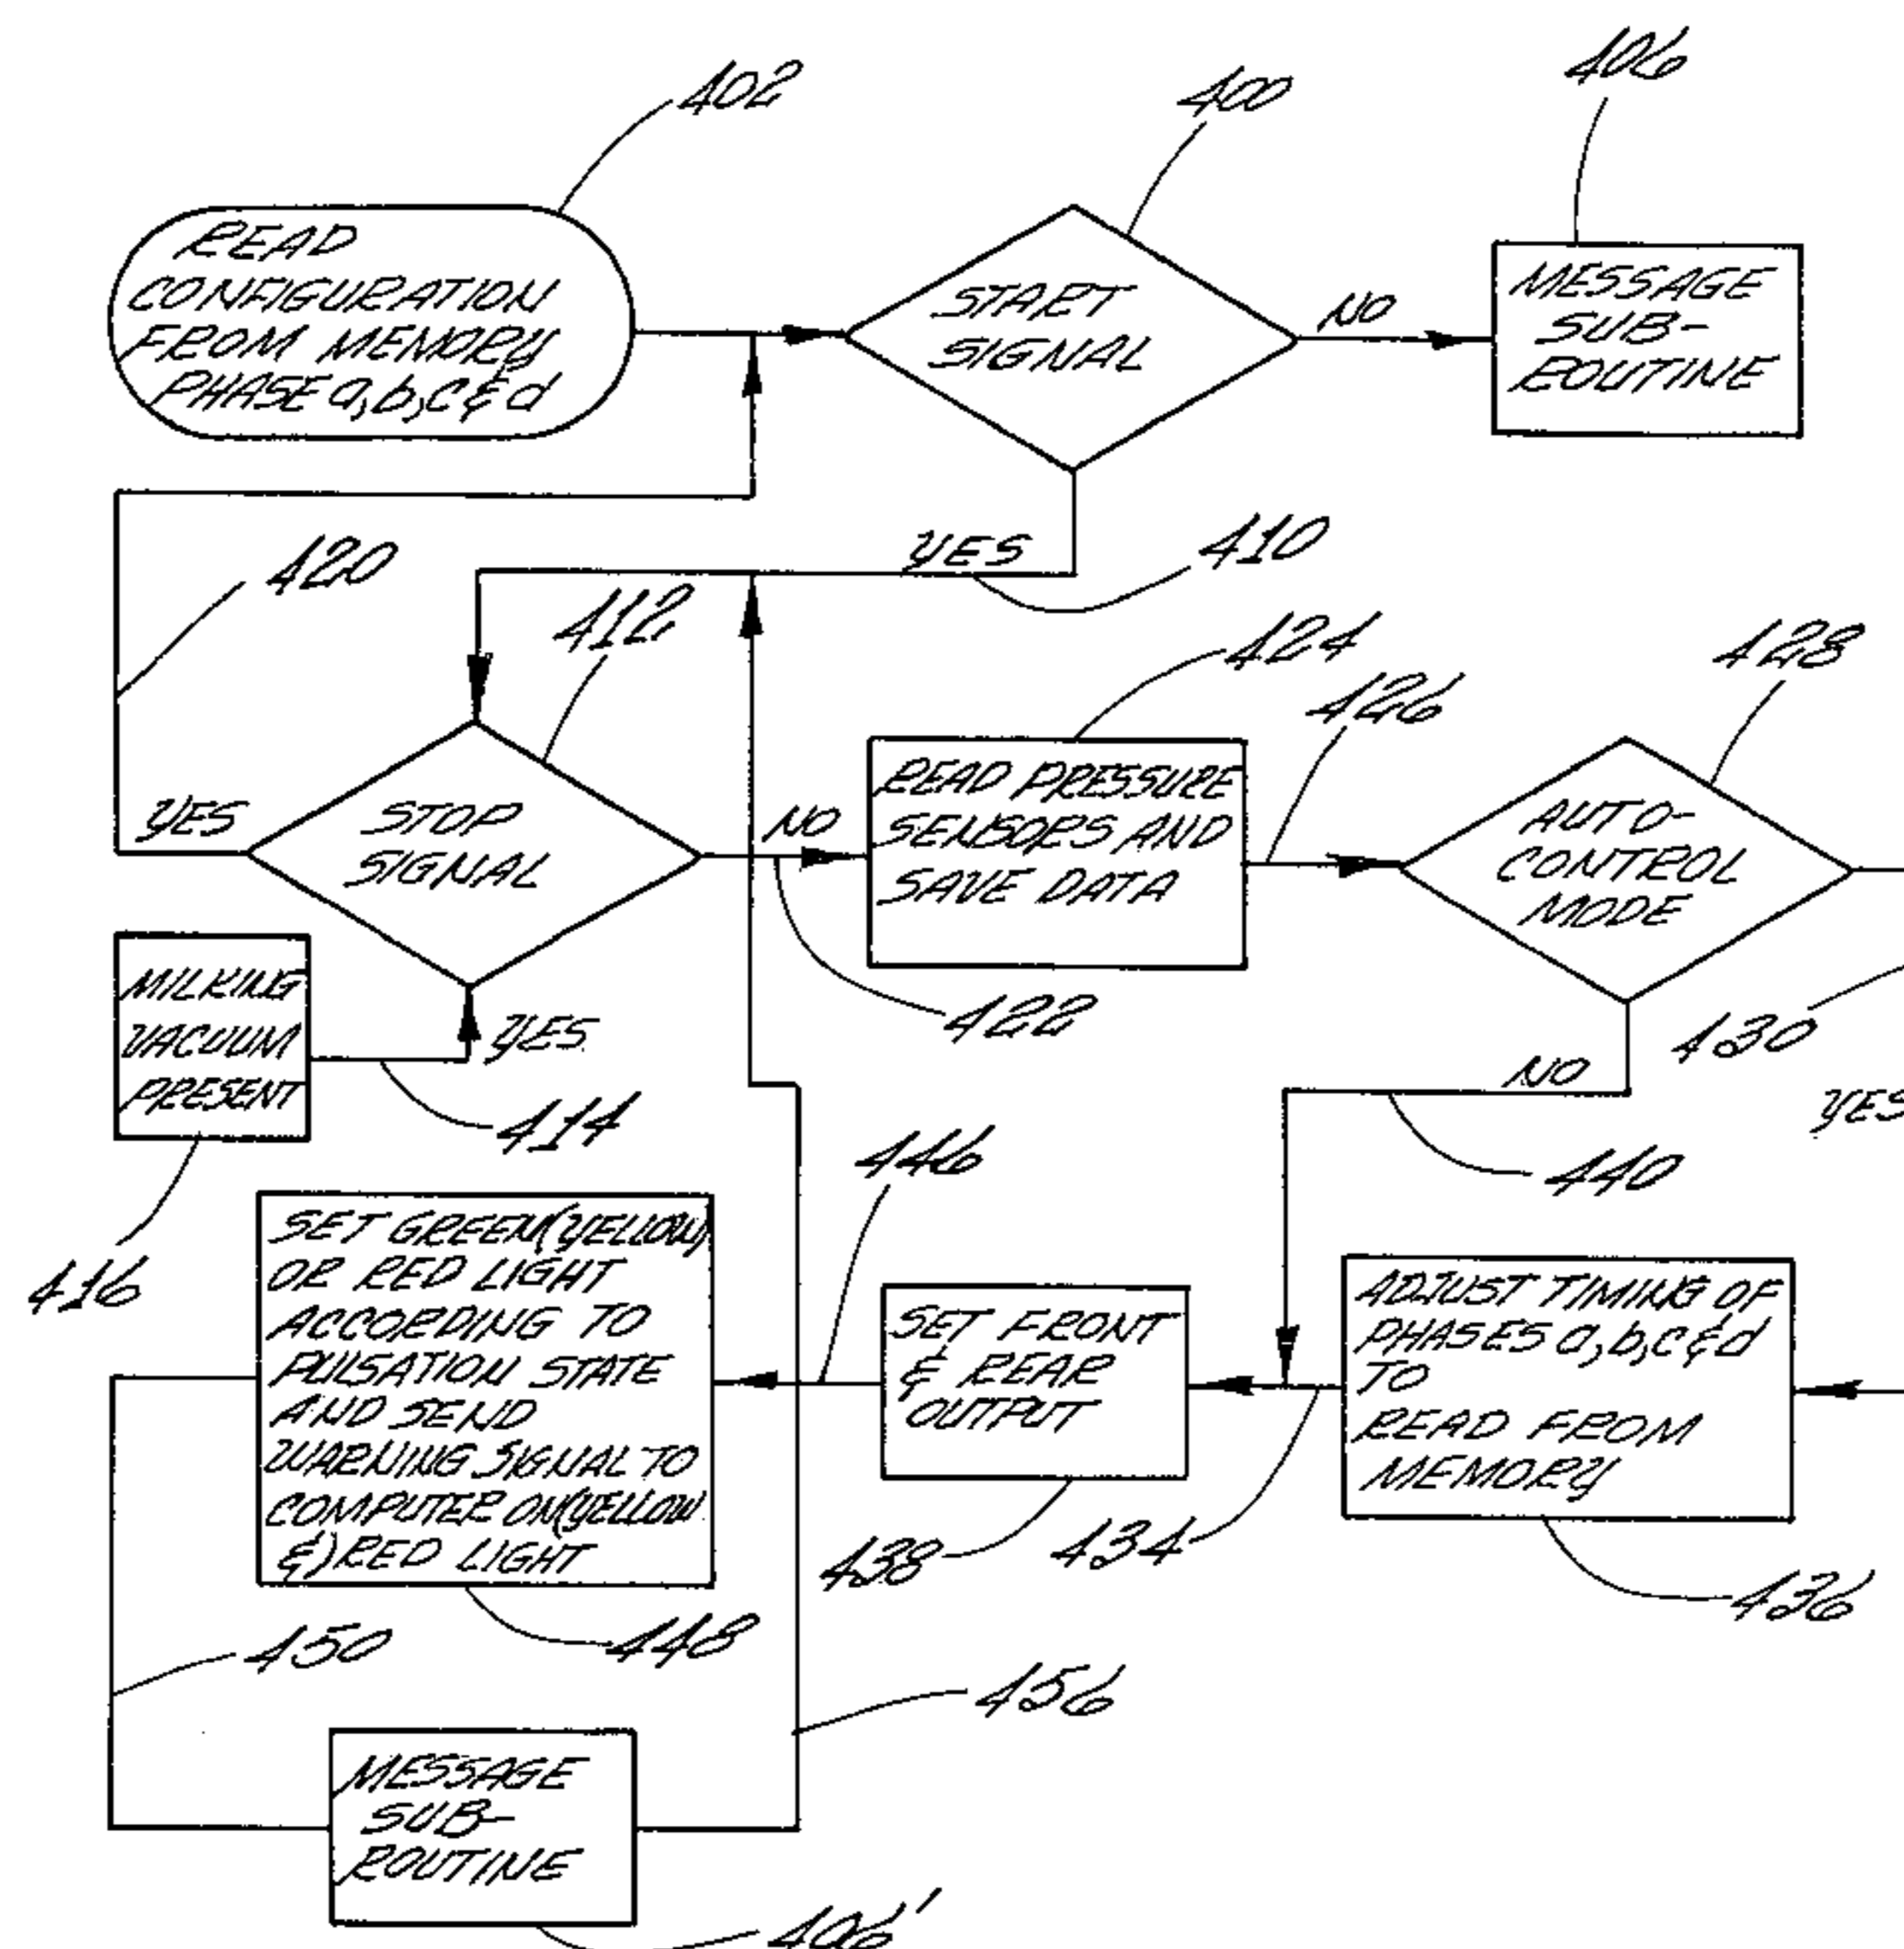 402
400
406
READ
CONFIGURATION
FROM MEMORY
PHASE a,b,c & d
START
SIGNAL
NO
MESSAGE
SUB-
ROUTINE
420
YES
410
412
424
426
428
YES
STOP
SIGNAL
NO
READ PRESSURE
SENSORS AND
SAVE DATA
AUTO-
CONTROL
MODE
422
430
MILKING
VACUUM
PRESENT
YES
414
416
NO
YES
440
446
SET GREEN(YELLOW)
OR RED LIGHT
ACCORDING TO
PULSATION STATE
AND SEND
WARNING SIGNAL TO
COMPUTER ON(YELLOW
&)RED LIGHT
SET FRONT
& REAR
OUTPUT
ADJUST TIMING OF
PHASES a,b,c & d
TO
READ FROM
MEMORY
438
434
436
448
450
456
MESSAGE
SUB-
ROUTINE
406'